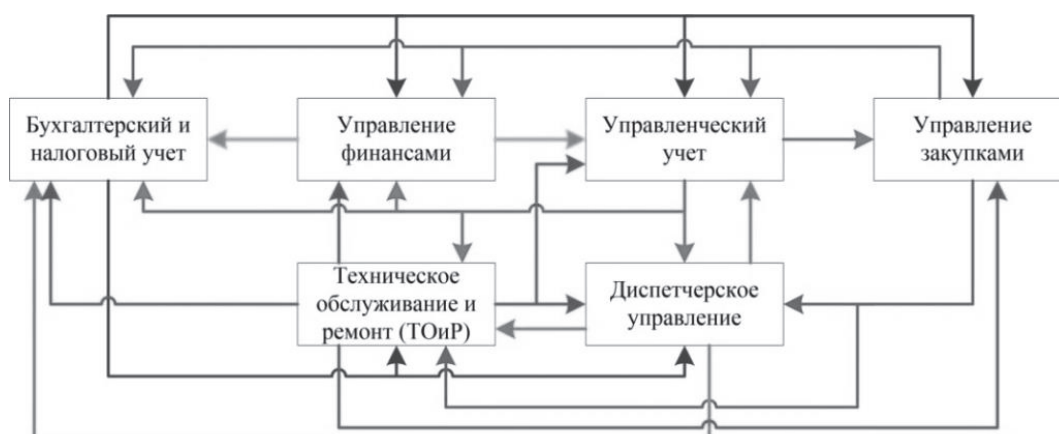 Бухгалтерский и
налоговый учет
Управление
финансами
Управленческий
учет
Управление
закупками
Техническое
обслуживание и
ремонт (ТОиР)
Диспетчерское
управление